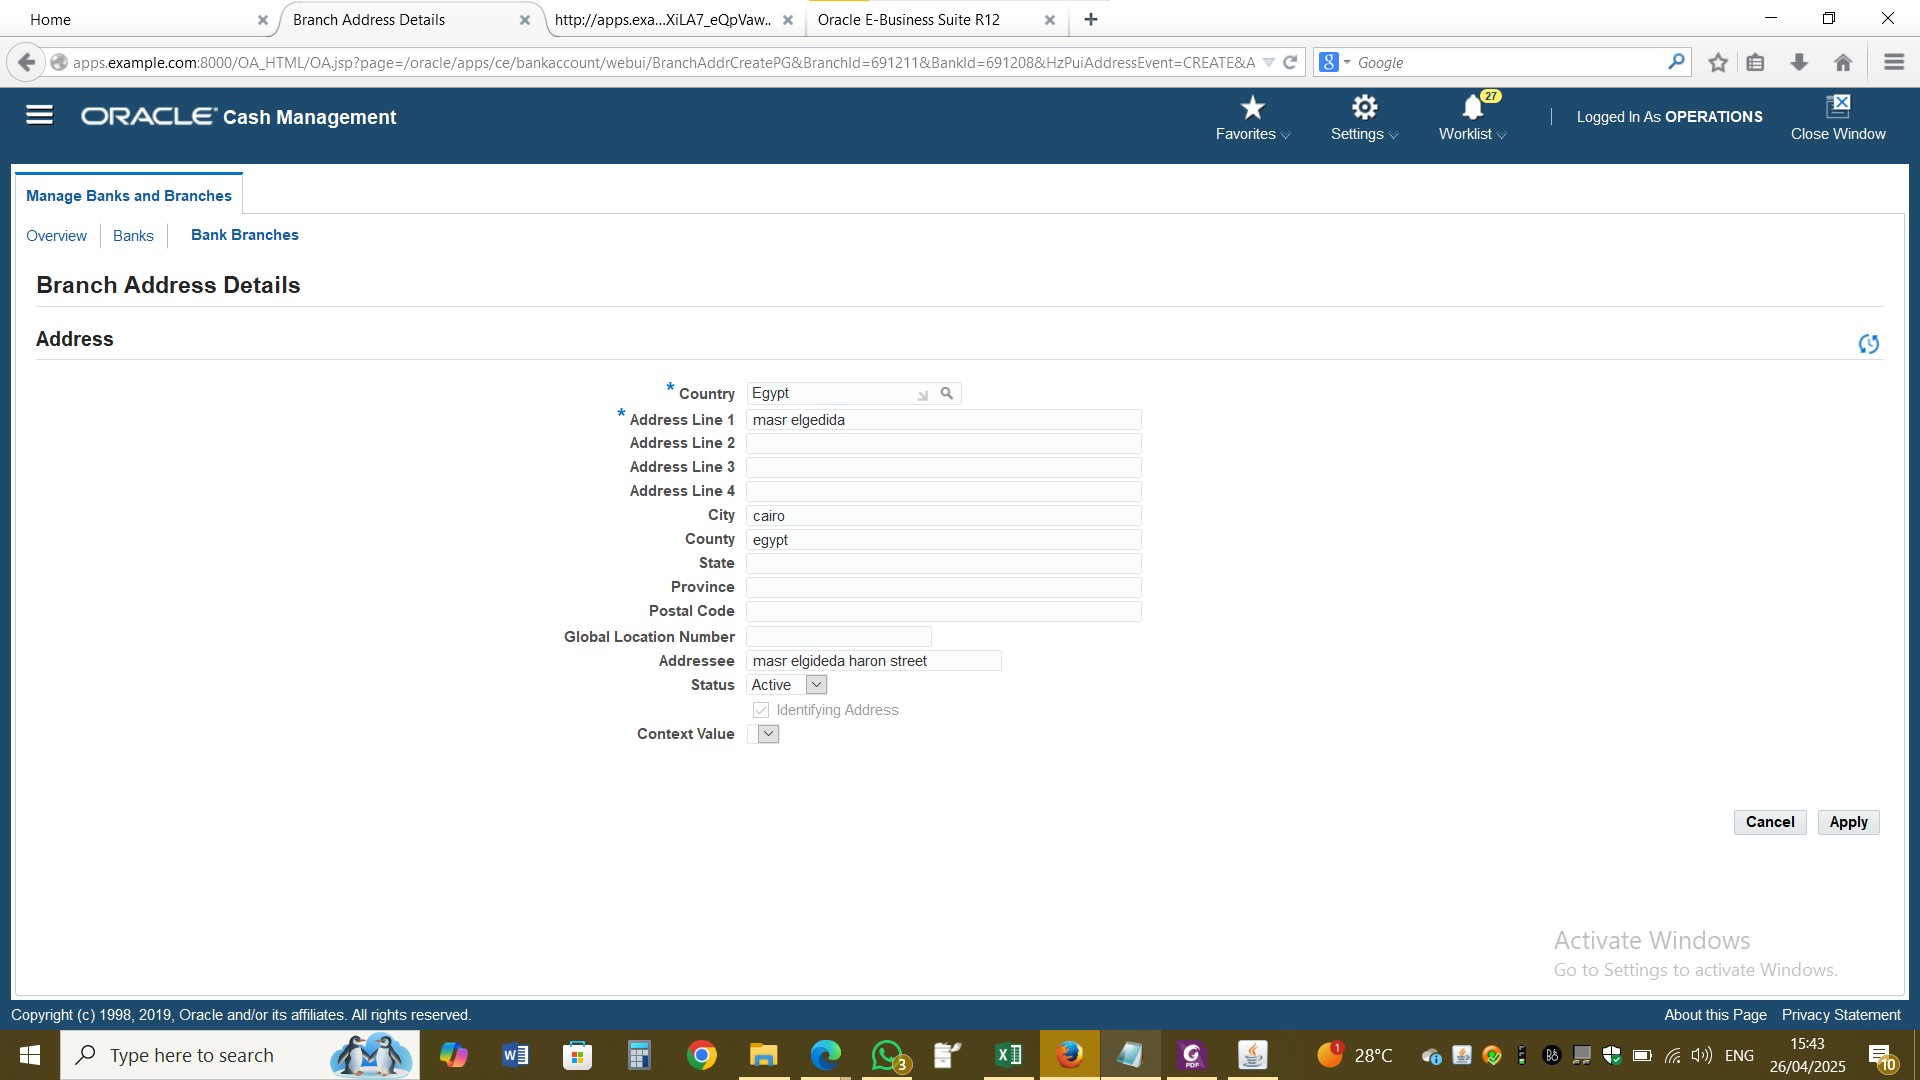 Home
Branch Address Details
http://apps.exa...XiLA7_eQpVaw..
Oracle E-Business Suite R12
apps.example.com:8000/OA_HTML/OA.jsp?page=/oracle/apps/ce/bankaccount/webui/BranchAddrCreatePG&BranchId=691211&BankId=691208&HzPuiAddressEvent=CREATE&A
Google
ORACLE Cash Management
Favorites
Settings
27
Worklist
Logged In As OPERATIONS
Close Window
Manage Banks and Branches
Overview
Banks
Bank Branches
Branch Address Details
Address
* Country Egypt
* Address Line 1 masr elgedida
Address Line 2
Address Line 3
Address Line 4
City cairo
County egypt
State
Province
Postal Code
Global Location Number
Addressee masr elgideda haron street
Status Active
Identifying Address
Context Value
Cancel
Apply
Activate Windows
Go to Settings to activate Windows.
Copyright (c) 1998, 2019, Oracle and/or its affiliates. All rights reserved.
About this Page
Privacy Statement
Type here to search
3
1
28°C
ENG
15:43
26/04/2025
10